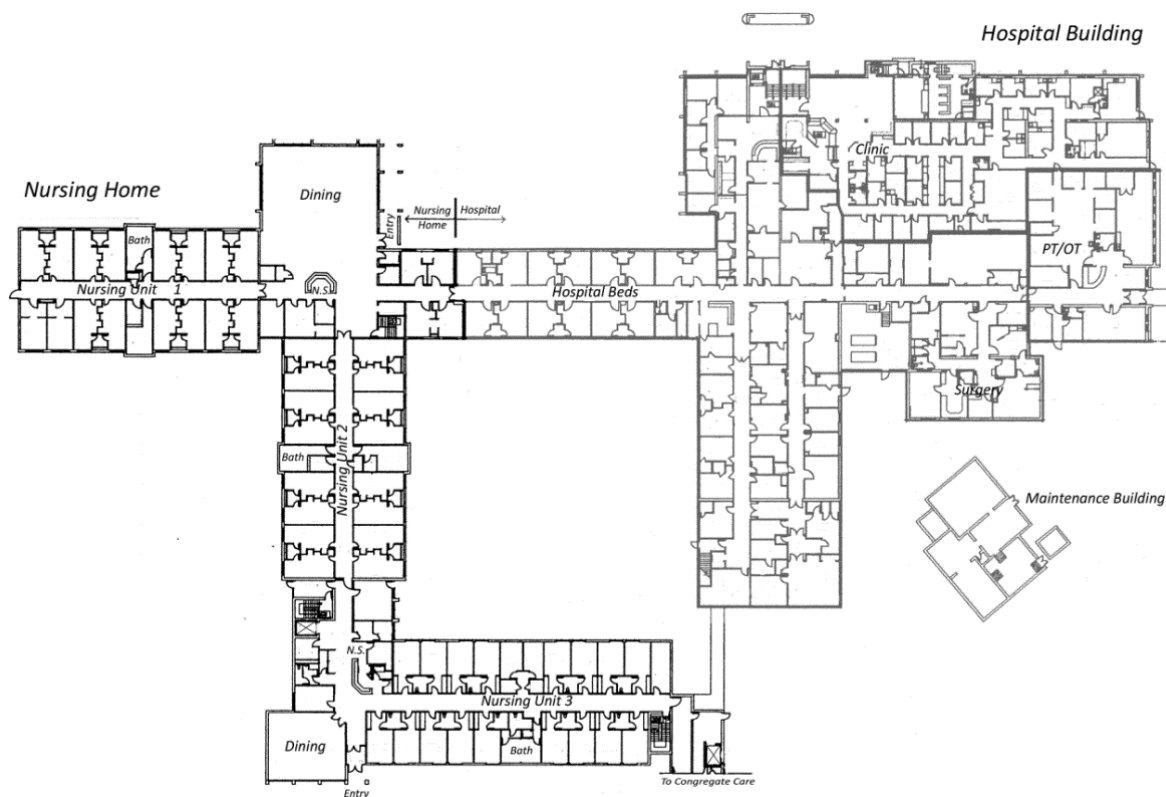 Hospital Building
Clinic
Nursing Home
Dining
Entry
Nursing Home
Hospital
Bath
PT/OT
Nursing Unit 1
N.S.
Hospital Beds
Surgery
Bath
Nursing Unit 2
Maintenance Building
N.S.
Nursing Unit 3
Dining
Bath
To Congregate Care
Entry